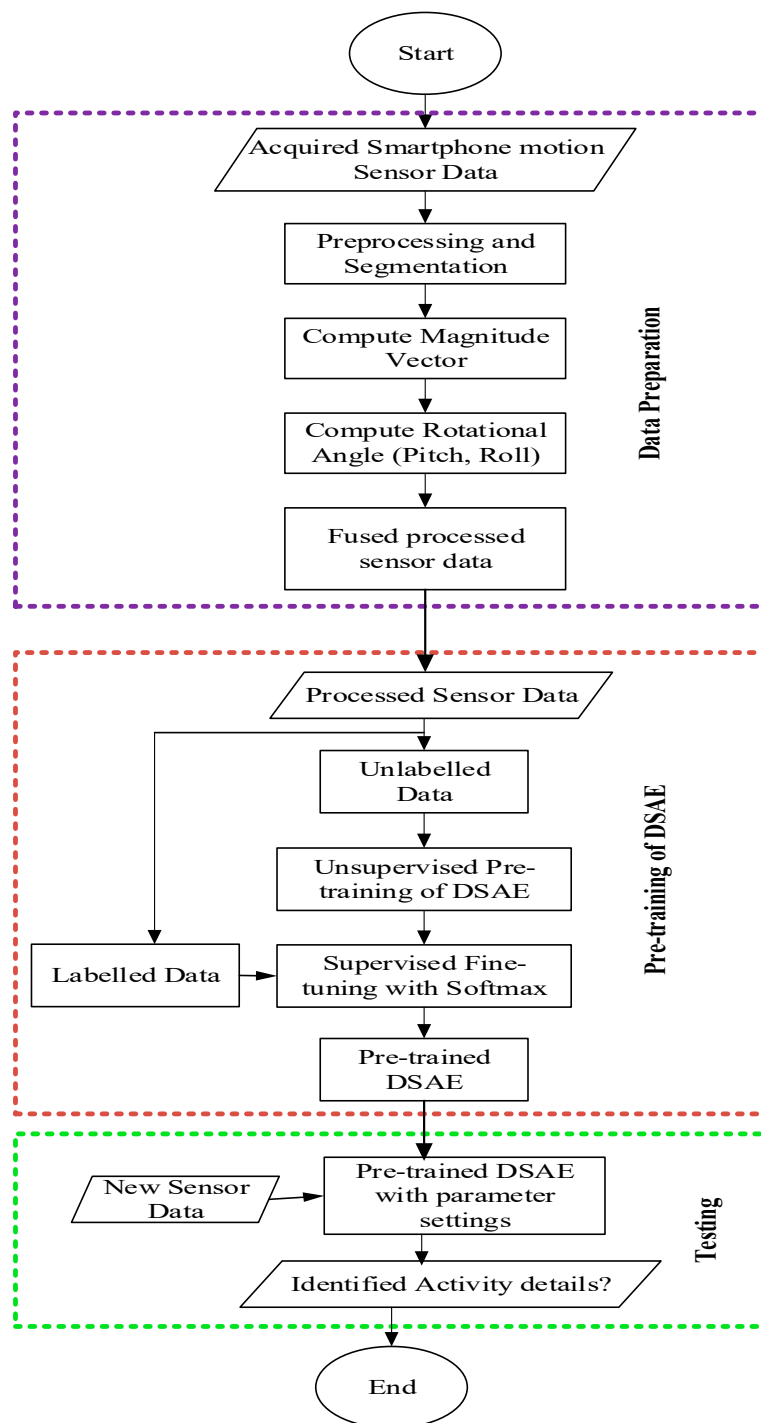 Start
Acquired Smartphone motion
Sensor Data
Preprocessing and
Segmentation
Compute Magnitude
Vector
Compute Rotational
Angle (Pitch, Roll)
Fused processed
sensor data
Data Preparation
Processed Sensor Data
Unlabelled
Data
Unsupervised Pre-
training of DSAE
Labelled Data
Supervised Fine-
tuning with Softmax
Pre-trained
DSAE
Pre-training of DSAE
New Sensor
Data
Pre-trained DSAE
with parameter
settings
Identified Activity details?
Testing
End